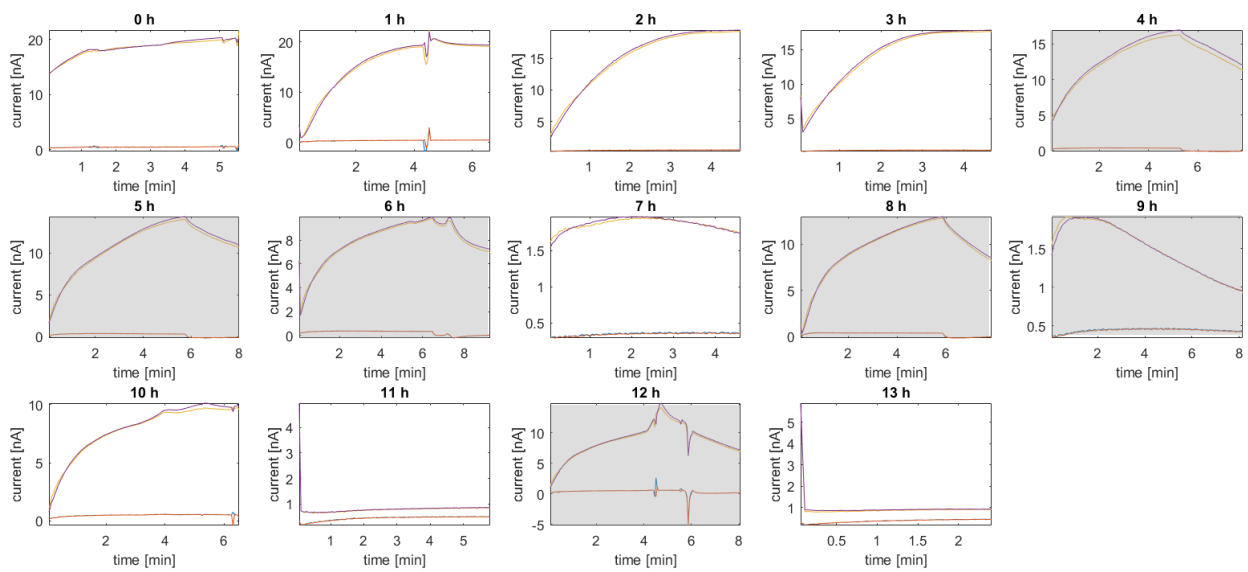 0 h
current [nA]
20
10
0
1 2 3 4 5
time [min]
1 h
current [nA]
20
15
10
5
0
2 4 6
time [min]
2 h
current [nA]
15
10
5
1 2 3 4
time [min]
3 h
current [nA]
15
10
5
1 2 3 4
time [min]
4 h
current [nA]
15
10
5
0
2 4 6
time [min]
5 h
current [nA]
10
5
0
2 4 6 8
time [min]
6 h
current [nA]
8
6
4
2
0
2 4 6 8
time [min]
7 h
current [nA]
1.5
1
0.5
1 2 3 4
time [min]
8 h
current [nA]
10
5
0
2 4 6
time [min]
9 h
current [nA]
1.5
1
0.5
2 4 6 8
time [min]
10 h
current [nA]
10
5
0
2 4 6
time [min]
11 h
current [nA]
4
3
2
1
1 2 3 4 5
time [min]
12 h
current [nA]
10
5
0
-5
2 4 6 8
time [min]
13 h
current [nA]
5
4
3
2
1
0.5 1 1.5 2
time [min]